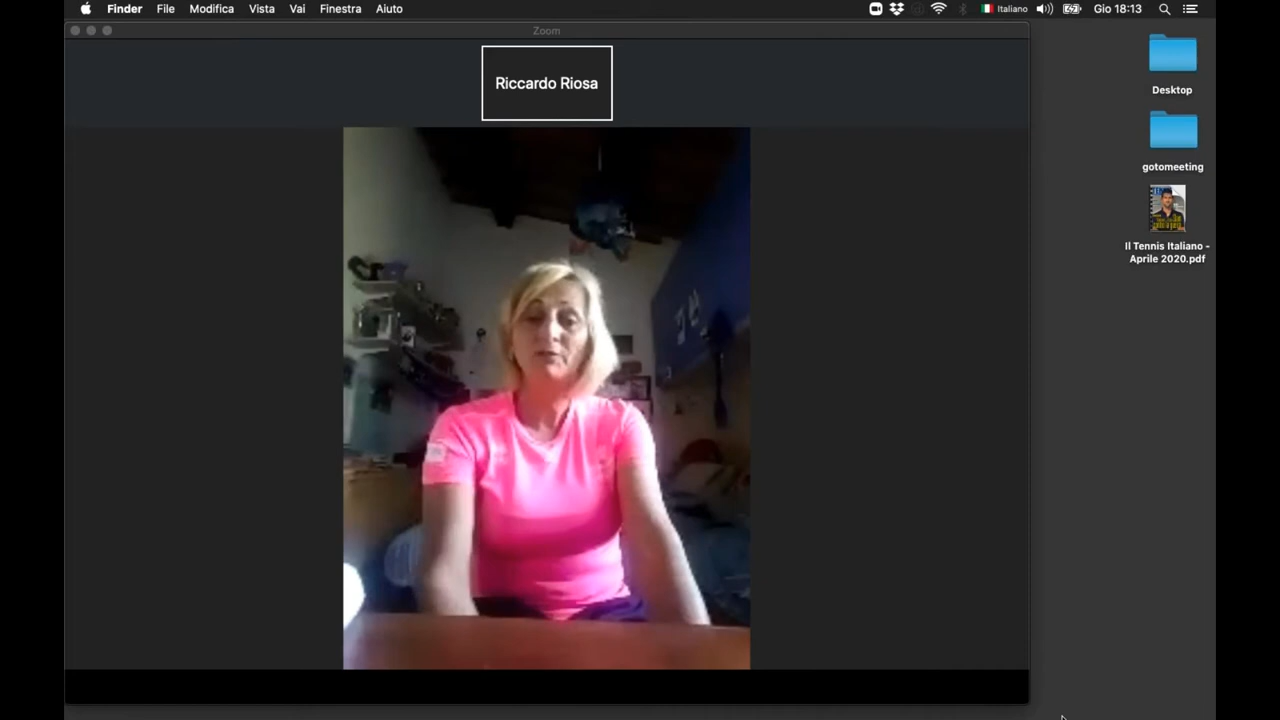 Finder File Modifica Vista Vai Finestra Aiuto Italiano Gio 18:13
Zoom
Riccardo Riosa
Desktop
gotomeeting
Il Tennis Italiano -
Aprile 2020.pdf